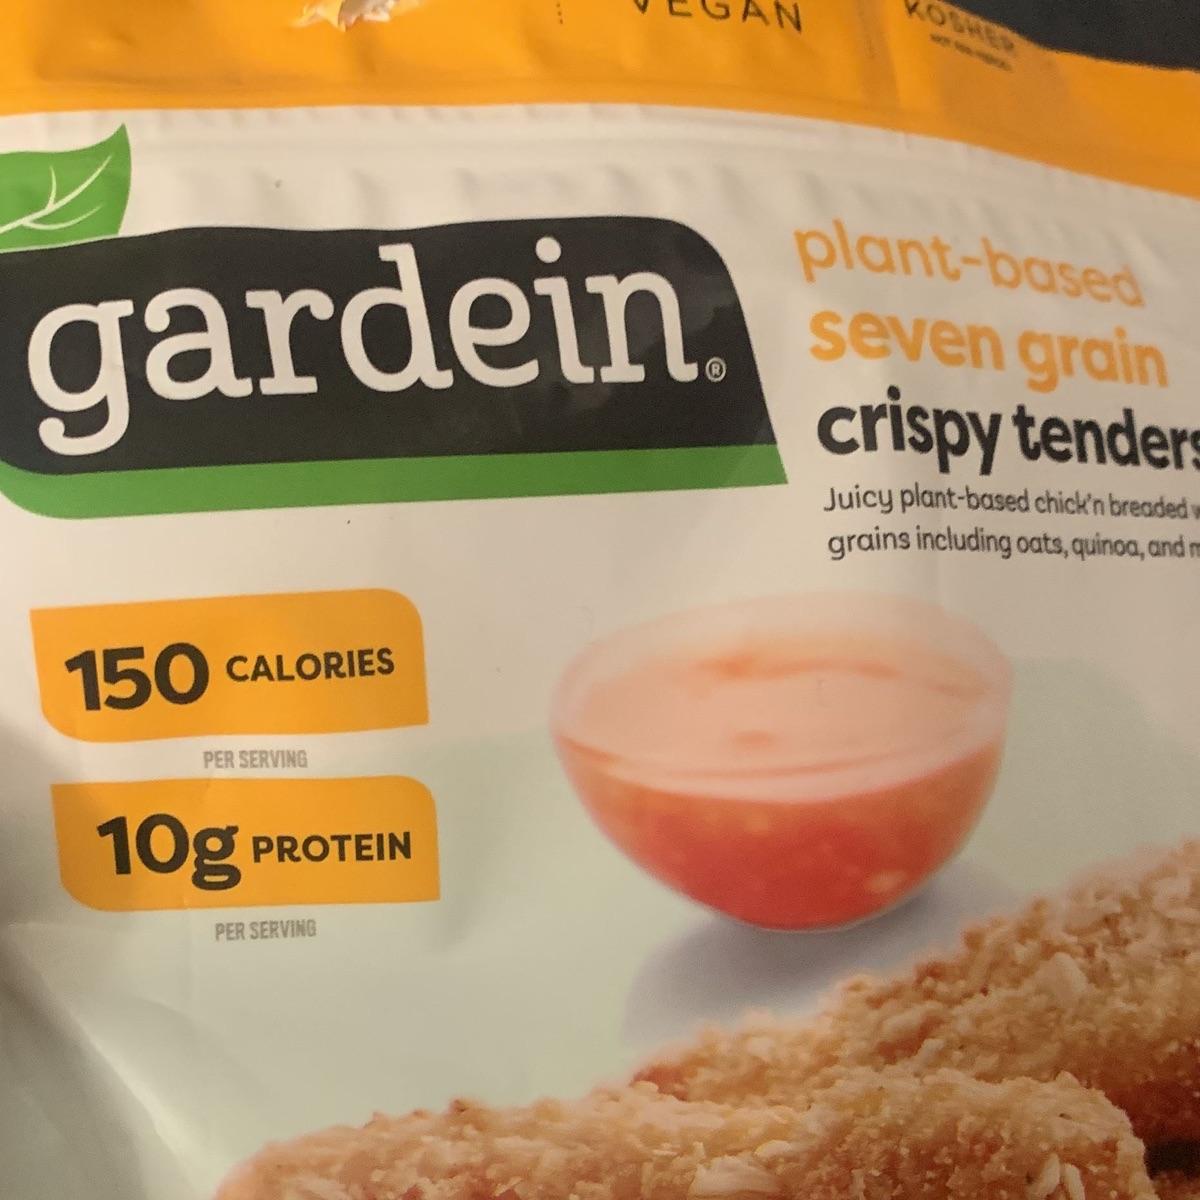 VEGAN
KOSHER
gardein®
plant-based
seven grain
crispy tenders
Juicy plant-based chick'n breaded
grains including oats, quinoa, and
150 CALORIES
PER SERVING
10g PROTEIN
PER SERVING